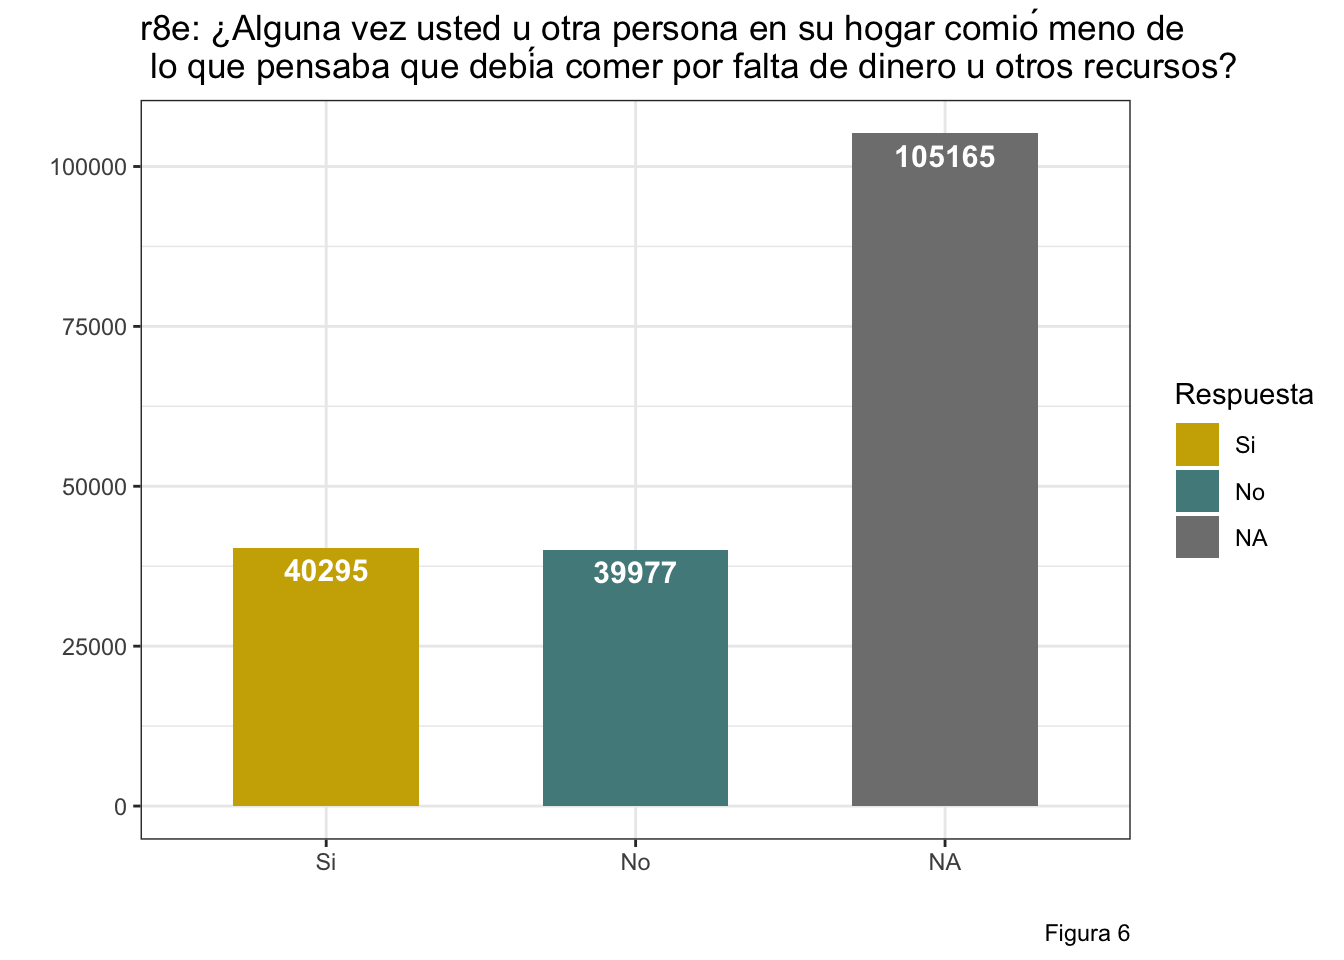 r8e: ¿Alguna vez usted u otra persona en su hogar comió meno de
lo que pensaba que debía comer por falta de dinero u otros recursos?
100000
75000
50000
25000
0
105165
40295
39977
Si
No
NA
Respuesta
Si
No
NA
Figura 6